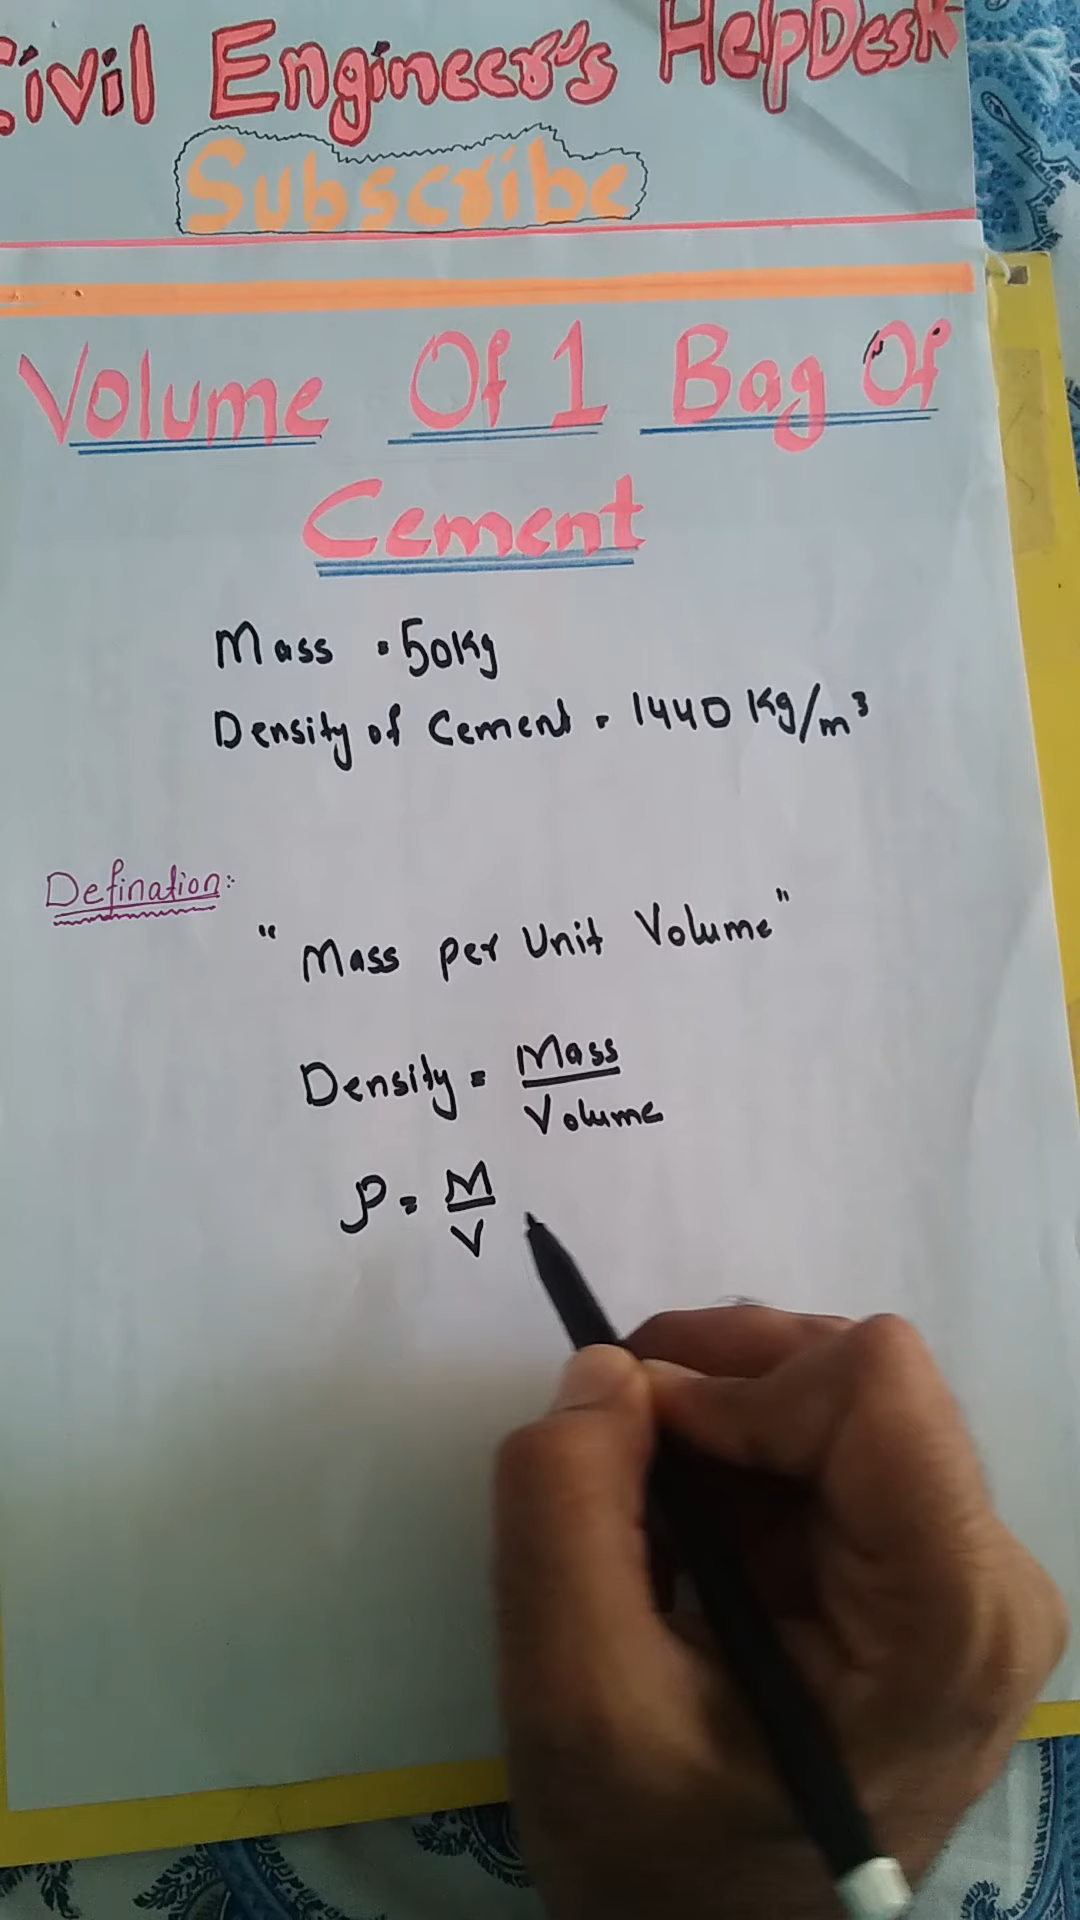 Civil Engineer's HelpDesk
Subscribe
Volume Of 1 Bag Of
Cement
Mass = 50Kg
Density of Cement = 1440 Kg/m³
Defination:
"Mass per Unit Volume"
Density = Mass/Volume
ρ = M/V